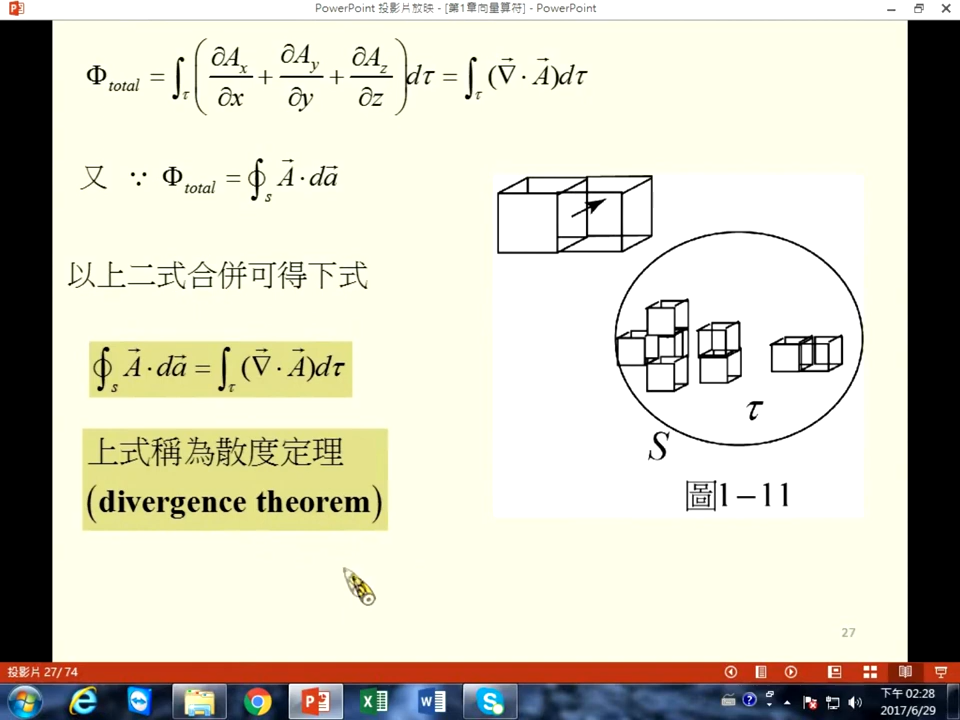 PowerPoint 投影片放映 - [第1章向量算符] - PowerPoint
Φ_total = ∫_τ (∂A_x/∂x + ∂A_y/∂y + ∂A_z/∂z) dτ = ∫_τ (∇⃗ · A⃗)dτ
又 ∵ Φ_total = ∮_s A⃗ · da⃗
以上二式合併可得下式
∮_s A⃗ · da⃗ = ∫_τ (∇⃗ · A⃗)dτ
上式稱為散度定理
(divergence theorem)
τ
S
圖1－11
27
投影片 27/ 74
下午 02:28
2017/6/29